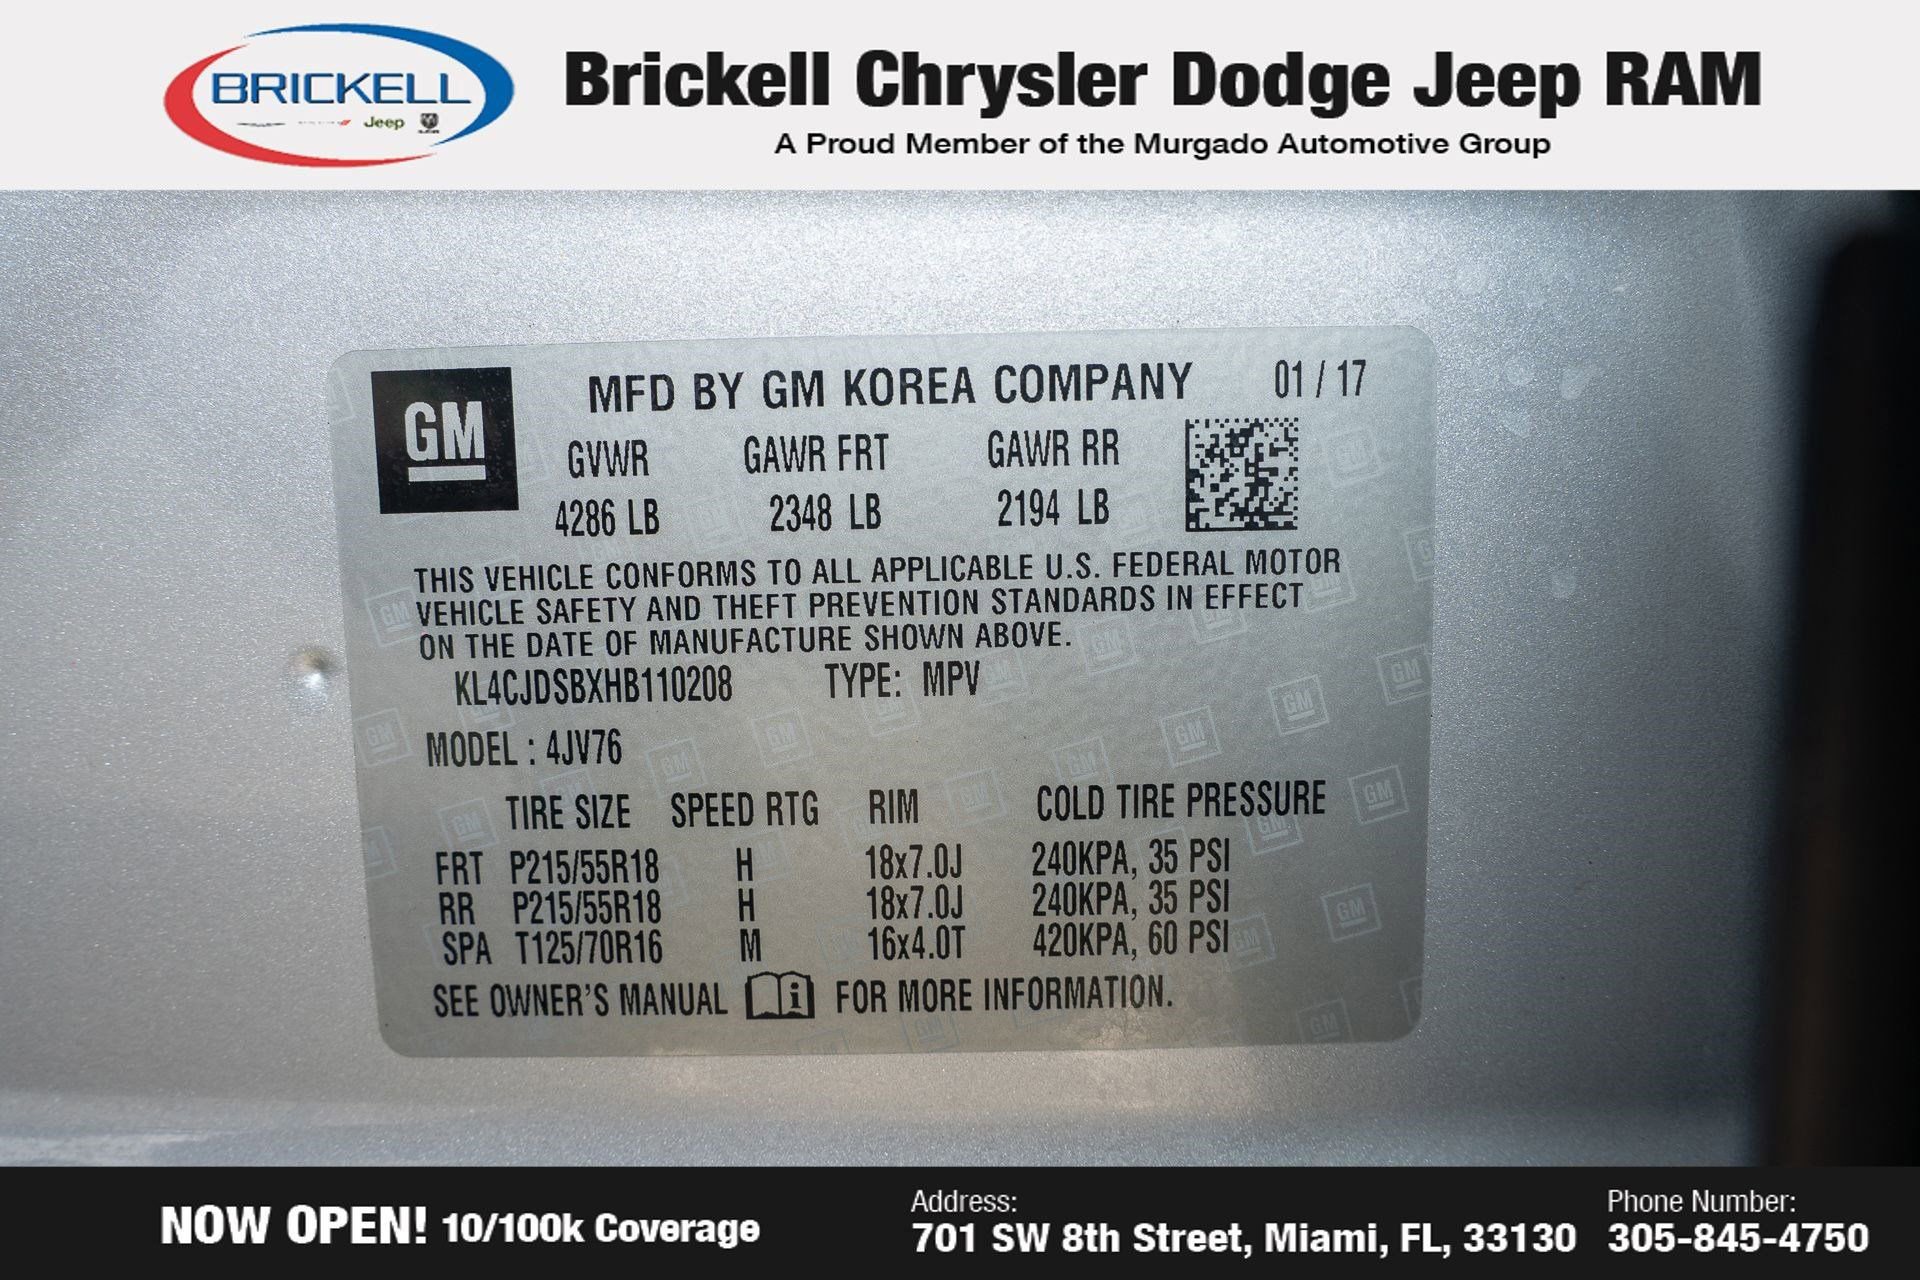 BRICKELL
Jeep
Brickell Chrysler Dodge Jeep RAM
A Proud Member of the Murgado Automotive Group
GM
MFD BY GM KOREA COMPANY 01 / 17
GVWR GAWR FRT GAWR RR
4286 LB 2348 LB 2194 LB
THIS VEHICLE CONFORMS TO ALL APPLICABLE U.S. FEDERAL MOTOR
VEHICLE SAFETY AND THEFT PREVENTION STANDARDS IN EFFECT
ON THE DATE OF MANUFACTURE SHOWN ABOVE.
KL4CJDSBXHB110208 TYPE: MPV
MODEL : 4JV76
TIRE SIZE SPEED RTG RIM COLD TIRE PRESSURE
FRT P215/55R18 H 18x7.0J 240KPA, 35 PSI
RR P215/55R18 H 18x7.0J 240KPA, 35 PSI
SPA T125/70R16 M 16x4.0T 420KPA, 60 PSI
SEE OWNER'S MANUAL i FOR MORE INFORMATION.
NOW OPEN! 10/100k Coverage
Address:
701 SW 8th Street, Miami, FL, 33130
Phone Number:
305-845-4750